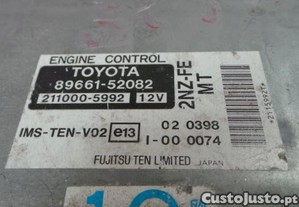 ENGINE CONTROL
TOYOTA
89661-52082
211000-5992 12V
2NZ-FE
MT
IMS-TEN-V02 e13
02 0398
I-00 0074
FUJITSU TEN LIMITED JAPAN
CustoJusto.pt